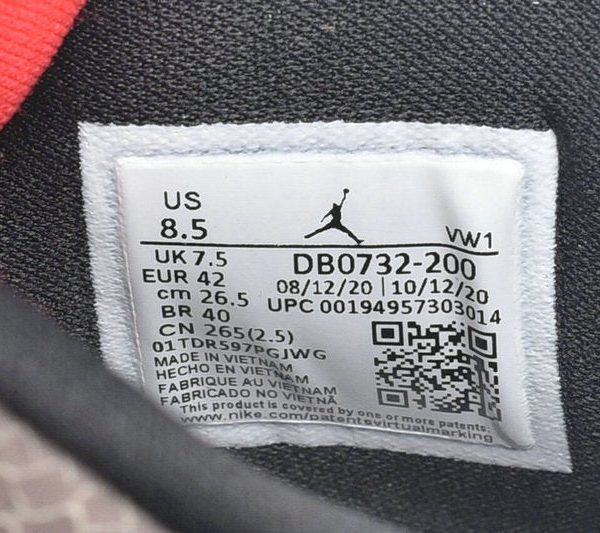 US
8.5
VW1
UK 7.5
EUR 42
cm 26.5
BR 40
CN 265(2.5)
DB0732-200
08/12/20 | 10/12/20
UPC 00194957303014
01TDR597PGJWG
MADE IN VIETNAM
HECHO EN VIETNAM
FABRIQUE AU VIETNAM
FABRICADO NO VIETNÃ
This product is covered by one or more patents:
www.nike.com/patentsvirtualmarking